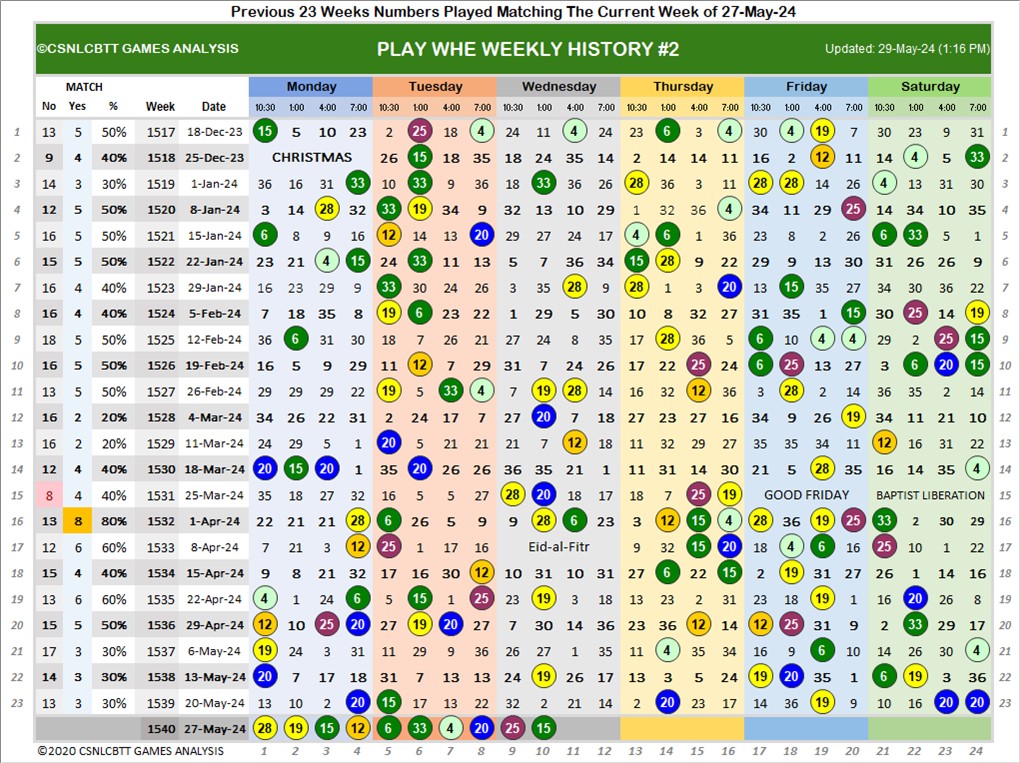 Previous 23 Weeks Numbers Played Matching The Current Week of 27-May-24
©CSNLCBTT GAMES ANALYSIS PLAY WHE WEEKLY HISTORY #2 Updated: 29-May-24 (1:16 PM)
MATCH Monday Tuesday Wednesday Thursday Friday Saturday
No Yes % Week Date 10:30 1:00 4:00 7:00 10:30 1:00 4:00 7:00 10:30 1:00 4:00 7:00 10:30 1:00 4:00 7:00 10:30 1:00 4:00 7:00 10:30 1:00 4:00 7:00
1 13 5 50% 1517 18-Dec-23 15 5 10 23 2 25 18 4 24 11 4 24 23 6 3 4 30 4 19 7 30 23 9 31 1
2 9 4 40% 1518 25-Dec-23 CHRISTMAS 26 15 18 35 18 24 35 14 2 14 14 11 16 2 12 11 14 4 5 33 2
3 14 3 30% 1519 1-Jan-24 36 16 31 33 10 33 9 36 18 33 36 26 28 36 3 11 28 28 14 26 4 13 31 30 3
4 12 5 50% 1520 8-Jan-24 3 14 28 32 33 19 34 9 32 13 10 29 1 32 36 4 34 11 29 25 14 34 10 35 4
5 16 5 50% 1521 15-Jan-24 6 8 9 16 12 14 13 20 29 27 24 17 4 6 1 36 23 8 2 26 6 33 5 1 5
6 15 5 50% 1522 22-Jan-24 23 21 4 15 24 33 11 13 5 7 36 34 15 28 9 22 29 9 13 30 31 26 26 9 6
7 16 4 40% 1523 29-Jan-24 16 23 29 9 33 30 24 26 3 35 28 9 28 1 3 20 13 15 35 27 34 30 36 22 7
8 16 4 40% 1524 5-Feb-24 7 18 35 8 19 6 23 22 1 29 5 30 10 8 32 27 31 35 1 15 30 25 14 19 8
9 18 5 50% 1525 12-Feb-24 36 6 31 30 18 7 26 21 27 24 8 35 17 28 36 5 6 10 4 4 29 2 25 15 9
10 16 5 50% 1526 19-Feb-24 16 5 9 29 11 12 7 29 31 7 24 26 17 22 25 24 6 25 13 27 3 6 20 15 10
11 13 5 50% 1527 26-Feb-24 29 29 29 22 19 5 33 4 10 19 28 14 16 32 12 36 3 28 2 14 36 35 2 14 11
12 16 2 20% 1528 4-Mar-24 34 26 22 31 2 24 17 7 27 20 7 18 27 23 27 16 34 9 26 19 34 11 21 10 12
13 16 2 20% 1529 11-Mar-24 24 29 5 1 20 5 21 21 21 7 12 18 11 32 29 27 35 35 34 11 12 16 31 22 13
14 12 4 40% 1530 18-Mar-24 20 15 20 1 35 20 26 26 36 35 21 1 11 31 14 30 21 5 28 35 16 14 35 4 14
15 8 4 40% 1531 25-Mar-24 35 18 27 32 16 5 5 27 28 20 18 17 18 7 15 19 GOOD FRIDAY BAPTIST LIBERATION 15
16 13 8 80% 1532 1-Apr-24 22 21 21 28 6 26 5 9 9 28 6 23 3 12 15 4 28 36 19 25 33 2 30 29 16
17 12 6 60% 1533 8-Apr-24 7 21 3 12 25 1 17 16 Eid-al-Fitr 9 32 15 20 18 4 6 16 25 10 1 22 17
18 15 4 40% 1534 15-Apr-24 9 8 21 32 17 16 30 12 10 31 10 31 27 6 22 15 2 19 31 27 26 1 14 16 18
19 13 6 60% 1535 22-Apr-24 4 1 24 6 5 15 1 25 23 19 3 18 13 23 2 31 23 18 19 1 16 20 26 8 19
20 15 5 50% 1536 29-Apr-24 12 10 25 20 27 19 20 27 7 30 14 36 23 36 12 14 12 25 31 9 2 33 29 17 20
21 17 3 30% 1537 6-May-24 19 24 3 31 11 29 9 36 26 27 1 35 11 4 35 34 16 9 6 10 14 26 30 4 21
22 14 3 30% 1538 13-May-24 20 7 17 18 31 7 13 13 24 19 26 17 13 3 5 24 19 20 35 1 6 19 3 36 22
23 13 3 30% 1539 20-May-24 13 10 2 20 15 17 17 23 2 32 21 14 2 20 23 17 14 36 19 9 10 16 20 20 23
1540 27-May-24 28 19 15 12 6 33 4 20 25 15
©2020 CSNLCBTT GAMES ANALYSIS 1 2 3 4 5 6 7 8 9 10 11 12 13 14 15 16 17 18 19 20 21 22 23 24